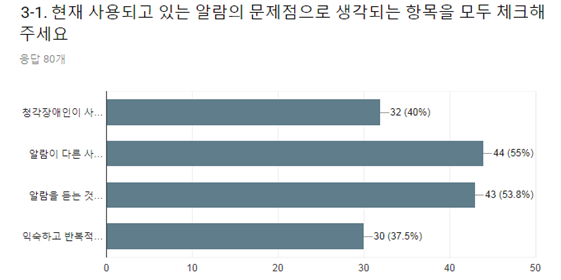 3-1. 현재 사용되고 있는 알람의 문제점으로 생각되는 항목을 모두 체크해
주세요
응답 80개
청각장애인이 사... 32 (40%)
알람이 다른 사... 44 (55%)
알람을 듣는 것... 43 (53.8%)
익숙하고 반복적... 30 (37.5%)
0 10 20 30 40 50